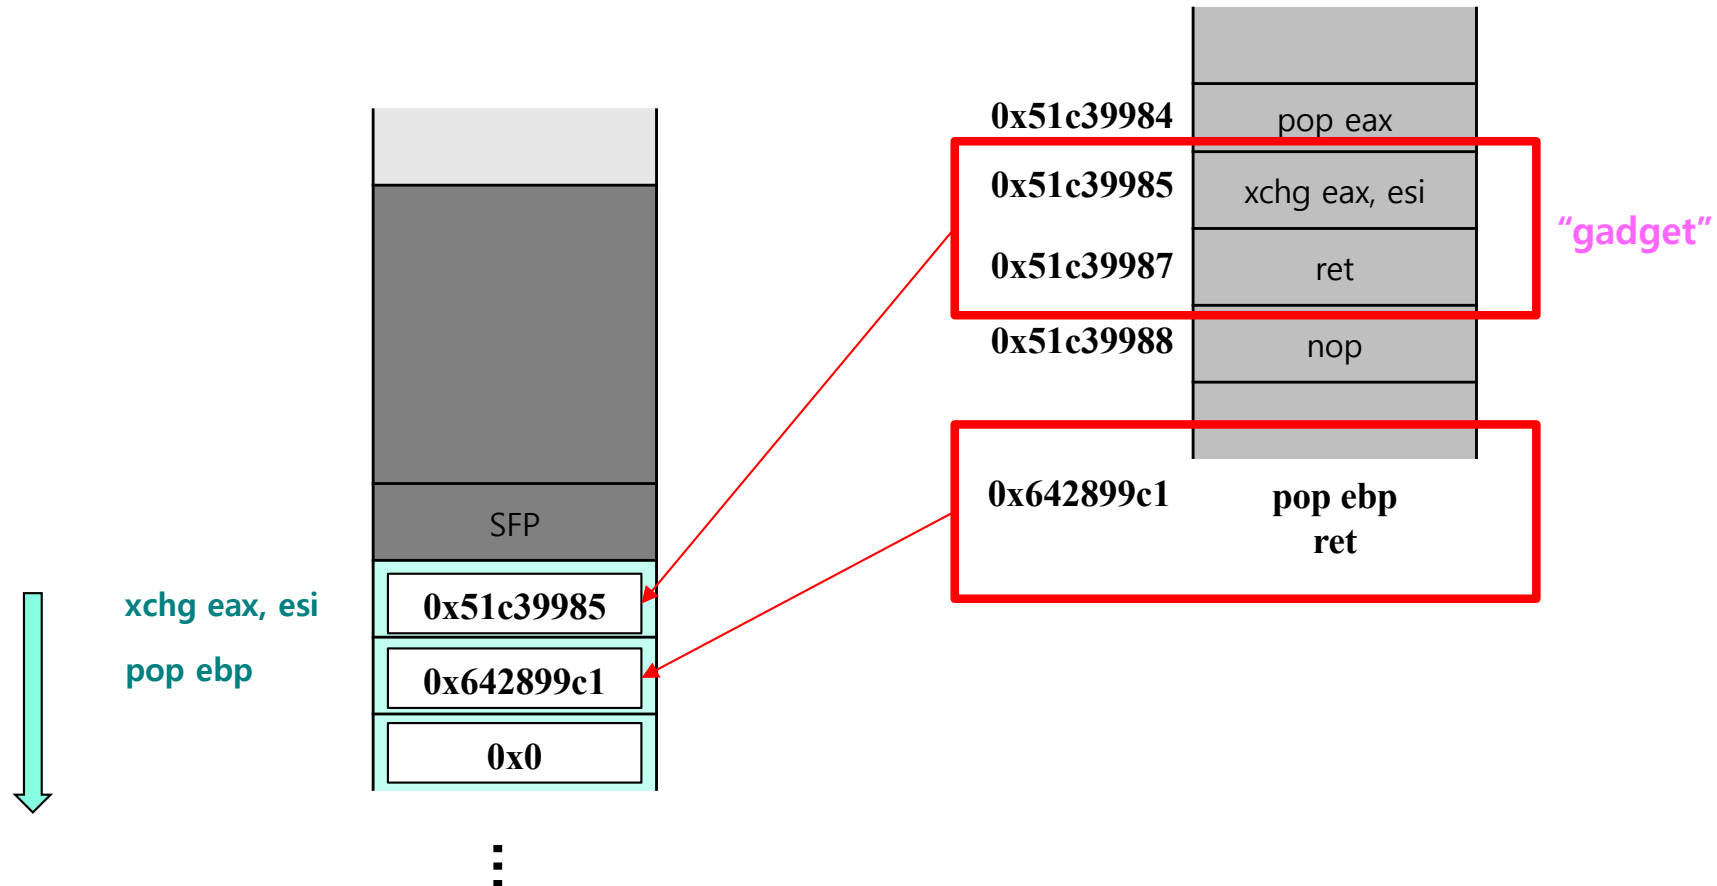 0x51c39984 pop eax
0x51c39985 xchg eax, esi
"gadget"
0x51c39987 ret
0x51c39988 nop
0x642899c1 pop ebp
ret
SFP
xchg eax, esi 0x51c39985
pop ebp 0x642899c1
0x0